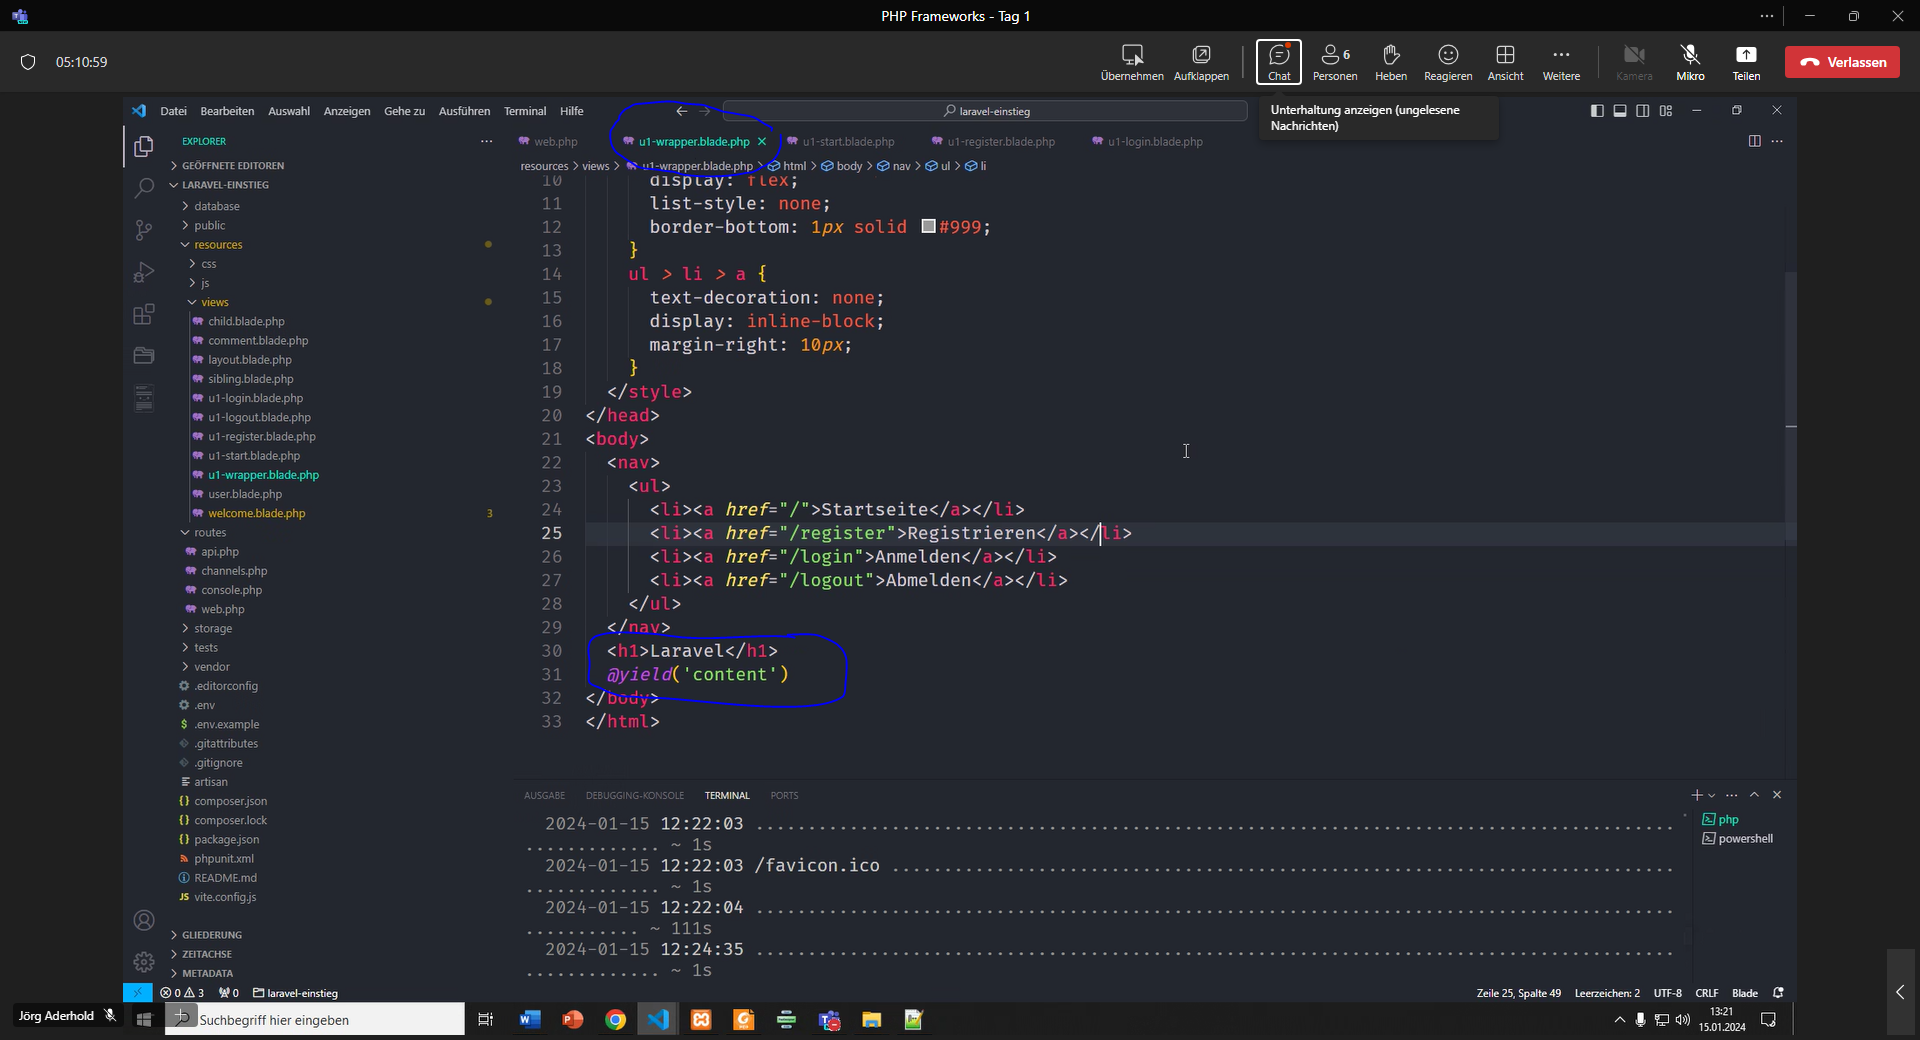 PHP Frameworks - Tag 1
05:10:59
Übernehmen
Aufklappen
Chat
6
Personen
Heben
Reagieren
Ansicht
Weitere
Kamera
Mikro
Teilen
Verlassen
Unterhaltung anzeigen (ungelesene
Nachrichten)
Datei Bearbeiten Auswahl Anzeigen Gehe zu Ausführen Terminal Hilfe
laravel-einstieg
EXPLORER
GEÖFFNETE EDITOREN
LARAVEL-EINSTIEG
database
public
resources
css
js
views
child.blade.php
comment.blade.php
layout.blade.php
sibling.blade.php
u1-login.blade.php
u1-logout.blade.php
u1-register.blade.php
u1-start.blade.php
u1-wrapper.blade.php
user.blade.php
welcome.blade.php 3
routes
api.php
channels.php
console.php
web.php
storage
tests
vendor
.editorconfig
.env
.env.example
.gitattributes
.gitignore
artisan
composer.json
composer.lock
package.json
phpunit.xml
README.md
vite.config.js
GLIEDERUNG
ZEITACHSE
METADATA
web.php
u1-wrapper.blade.php
u1-start.blade.php
u1-register.blade.php
u1-login.blade.php
resources > views > u1-wrapper.blade.php > html > body > nav > ul > li
10 display: flex;
11 list-style: none;
12 border-bottom: 1px solid #999;
13 }
14 ul > li > a {
15 text-decoration: none;
16 display: inline-block;
17 margin-right: 10px;
18 }
19 </style>
20 </head>
21 <body>
22 <nav>
23 <ul>
24 <li><a href="/">Startseite</a></li>
25 <li><a href="/register">Registrieren</a></li>
26 <li><a href="/login">Anmelden</a></li>
27 <li><a href="/logout">Abmelden</a></li>
28 </ul>
29 </nav>
30 <h1>Laravel</h1>
31 @yield('content')
32 </body>
33 </html>
AUSGABE DEBUGGING-KONSOLE TERMINAL PORTS
2024-01-15 12:22:03
~ 1s
2024-01-15 12:22:03 /favicon.ico
~ 1s
2024-01-15 12:22:04
~ 111s
2024-01-15 12:24:35
~ 1s
php
powershell
0 3 0 laravel-einstieg
Zeile 25, Spalte 49 Leerzeichen: 2 UTF-8 CRLF Blade
Jörg Aderhold
Suchbegriff hier eingeben
13:21
15.01.2024